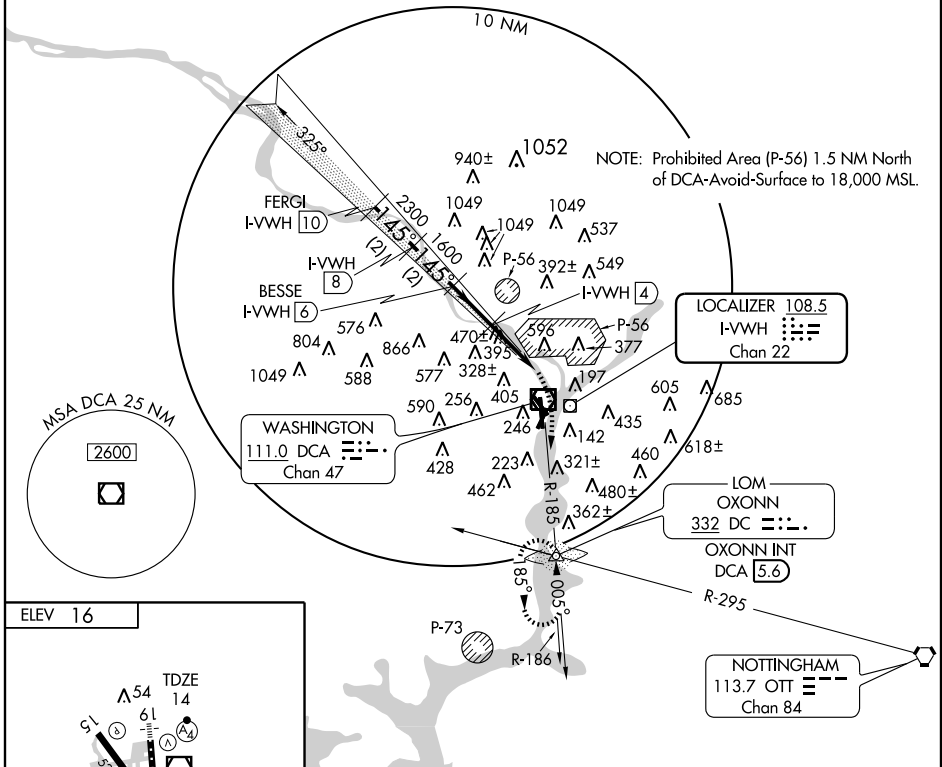 10 NM
325°
940±
1052
NOTE: Prohibited Area (P-56) 1.5 NM North
of DCA-Avoid-Surface to 18,000 MSL.
FERGI
I-VWH 10
2300
145°
(2)
1600
145°
(2)
1049
1049
1049
537
P-56
392±
549
I-VWH
8
BESSE
I-VWH 6
I-VWH 4
LOCALIZER 108.5
I-VWH
Chan 22
576
804
866
470±
395
596
P-56
377
1049
588
577
328±
405
197
605
685
590
256
246
142
435
MSA DCA 25 NM
2600
WASHINGTON
111.0 DCA
Chan 47
428
223
321±
460
618±
462
R-185
480±
362±
LOM
OXONN
332 DC
OXONN INT
DCA 5.6
185°
005°
R-295
P-73
R-186
NOTTINGHAM
113.7 OTT
Chan 84
ELEV 16
TDZE
14
54
15
19
P
V
A4